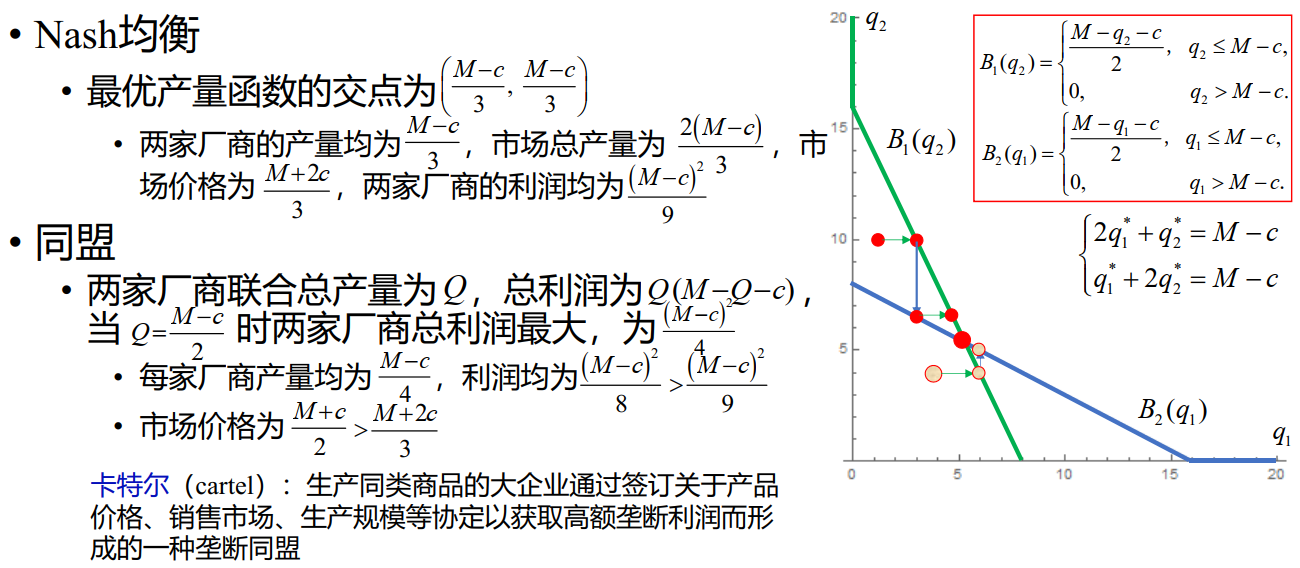 • Nash均衡
• 最优产量函数的交点为 $\left(\frac{M-c}{3}, \frac{M-c}{3}\right)$
• 两家厂商的产量均为 $\frac{M-c}{3}$，市场总产量为 $\frac{2(M-c)}{3}$，市
场价格为 $\frac{M+2c}{3}$，两家厂商的利润均为 $\frac{(M-c)^2}{9}$
• 同盟
• 两家厂商联合总产量为 $Q$，总利润为 $Q(M-Q-c)$，
当 $Q=\frac{M-c}{2}$ 时两家厂商总利润最大，为 $\frac{(M-c)^2}{4}$
• 每家厂商产量均为 $\frac{M-c}{4}$，利润均为 $\frac{(M-c)^2}{8} > \frac{(M-c)^2}{9}$
• 市场价格为 $\frac{M+c}{2} > \frac{M+2c}{3}$
卡特尔（cartel）：生产同类商品的大企业通过签订关于产品
价格、销售市场、生产规模等协定以获取高额垄断利润而形
成的一种垄断同盟
20
$q_2$
15
$B_1(q_2)$
10
5
$B_2(q_1)$
$q_1$
0 5 10 15 20
$B_1(q_2)=\begin{cases}\frac{M-q_2-c}{2}, & q_2 \le M-c,\\ 0, & q_2 > M-c.\end{cases}$
$B_2(q_1)=\begin{cases}\frac{M-q_1-c}{2}, & q_1 \le M-c,\\ 0, & q_1 > M-c.\end{cases}$
$\begin{cases}2q_1^*+q_2^*=M-c\\ q_1^*+2q_2^*=M-c\end{cases}$